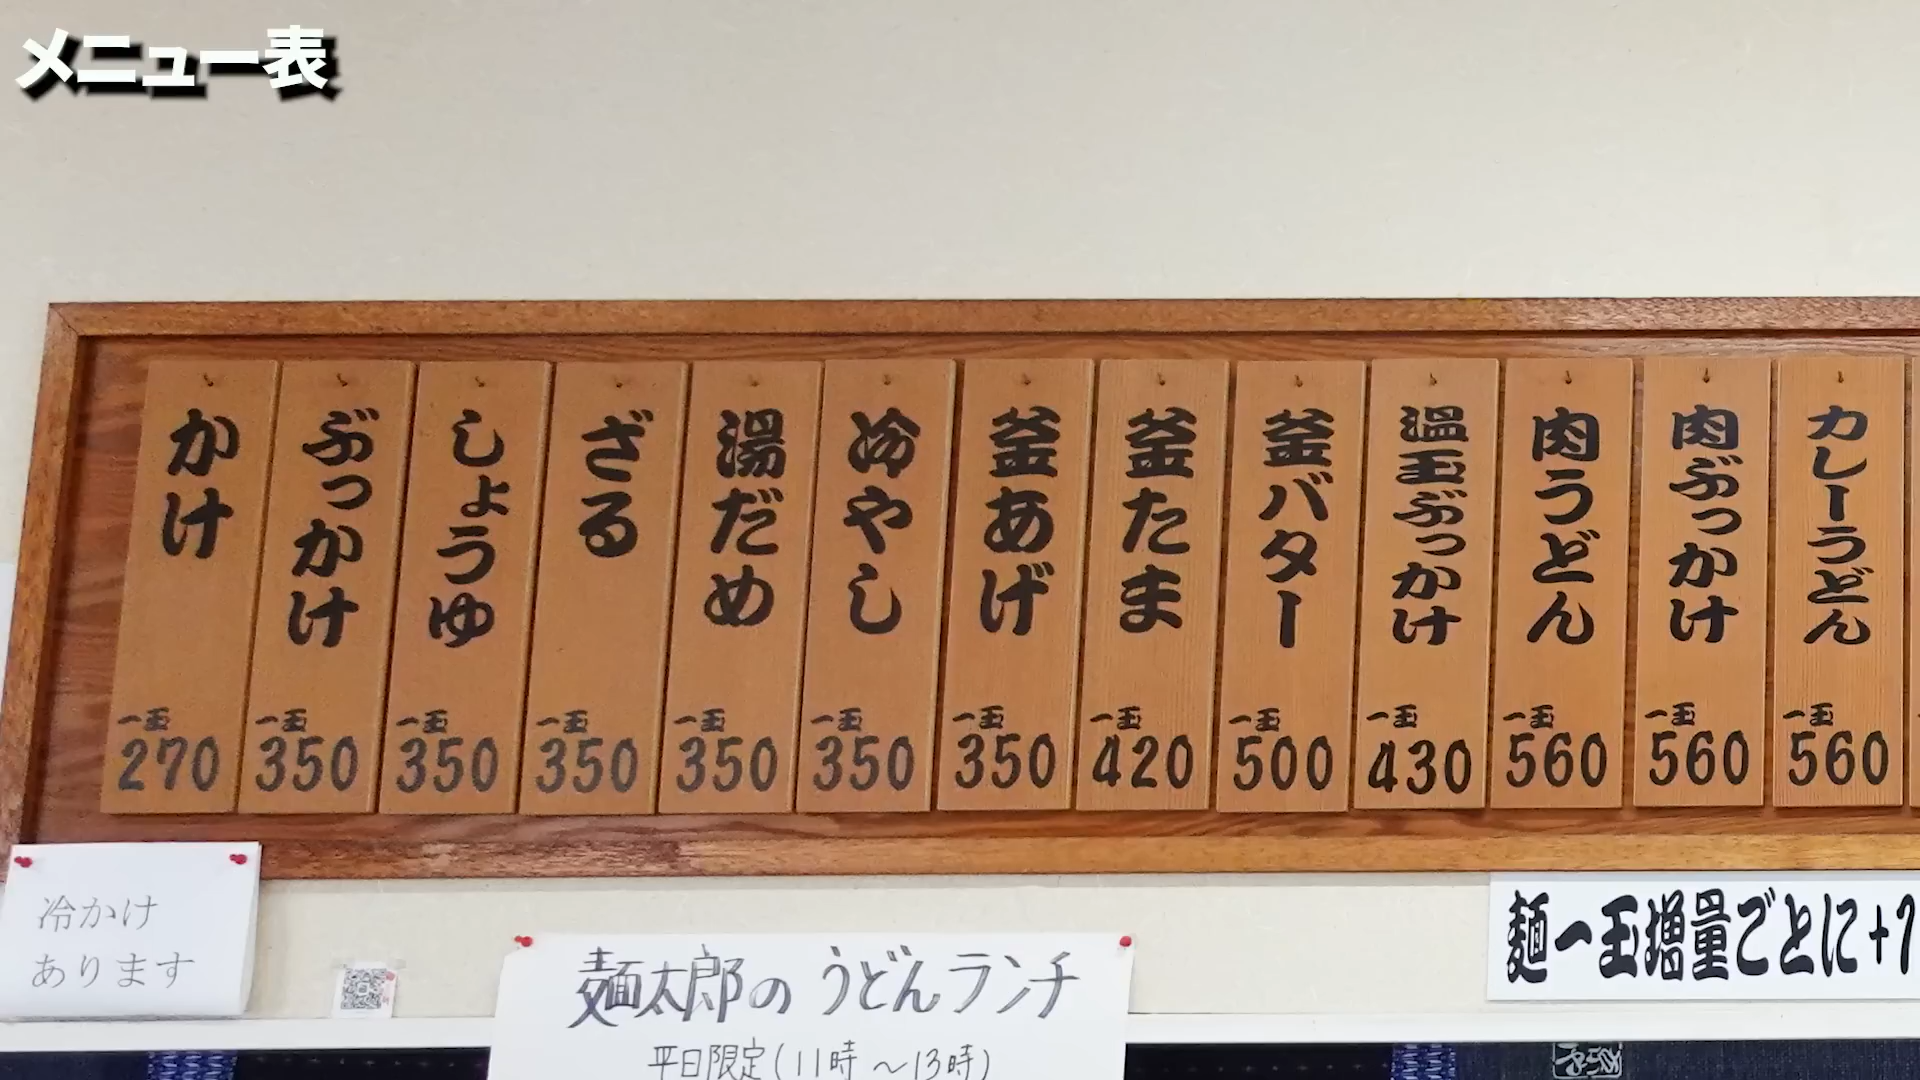 メニュー表
かけ
一玉
270
ぶっかけ
一玉
350
しょうゆ
一玉
350
ざる
一玉
350
湯だめ
一玉
350
冷やし
一玉
350
釜あげ
一玉
350
釜たま
一玉
420
釜バター
一玉
500
温玉ぶっかけ
一玉
430
肉うどん
一玉
560
肉ぶっかけ
一玉
560
カレーうどん
一玉
560
冷かけ
あります
麺太郎の うどんランチ
平日限定(11時～13時)
麺一玉増量ごとに+